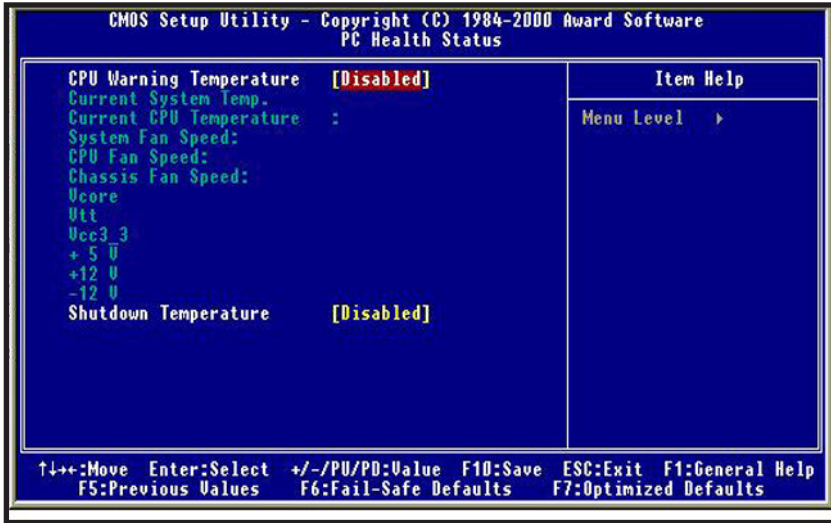 CMOS Setup Utility - Copyright (C) 1984-2000 Award Software
PC Health Status
CPU Warning Temperature [Disabled]
Current System Temp.
Current CPU Temperature :
System Fan Speed:
CPU Fan Speed:
Chassis Fan Speed:
Vcore
Vtt
Vcc3_3
+ 5 V
+12 V
-12 V
Shutdown Temperature [Disabled]
Item Help
Menu Level ▸
↑↓→←:Move Enter:Select +/-/PU/PD:Value F10:Save ESC:Exit F1:General Help
F5:Previous Values F6:Fail-Safe Defaults F7:Optimized Defaults